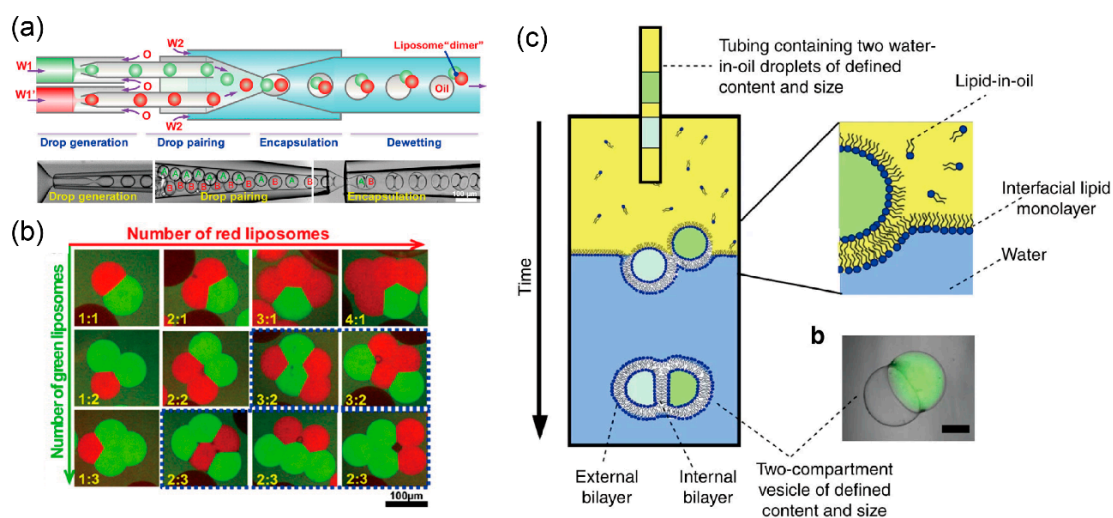 (a)
W2
Liposome"dimer"
O
W1
O
W1'
O
Oil
O
W2
Drop generation
Drop pairing
Encapsulation
Dewetting
A A A A A A A A
B B B B B B B B
A B
100μm
Drop generation
Drop pairing
Encapsulation
(b)
Number of red liposomes
Number of green liposomes
1:1
2:1
3:1
4:1
1:2
2:2
3:2
3:2
1:3
2:3
2:3
2:3
100μm
(c)
Tubing containing two water-
in-oil droplets of defined
content and size
Lipid-in-oil
Interfacial lipid
monolayer
Water
Time
b
External
bilayer
Internal
bilayer
Two-compartment
vesicle of defined
content and size